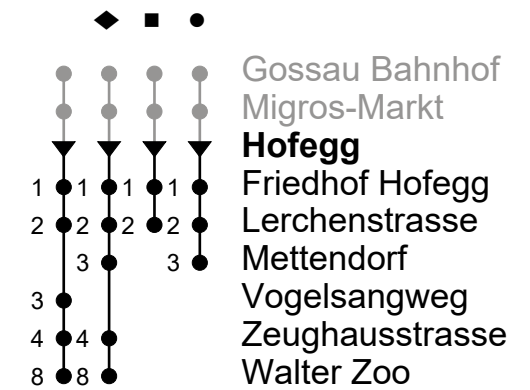 Gossau Bahnhof
Migros-Markt
Hofegg
1 1 1 1 Friedhof Hofegg
2 2 2 2 Lerchenstrasse
3 3 Mettendorf
3 Vogelsangweg
4 4 Zeughausstrasse
8 8 Walter Zoo